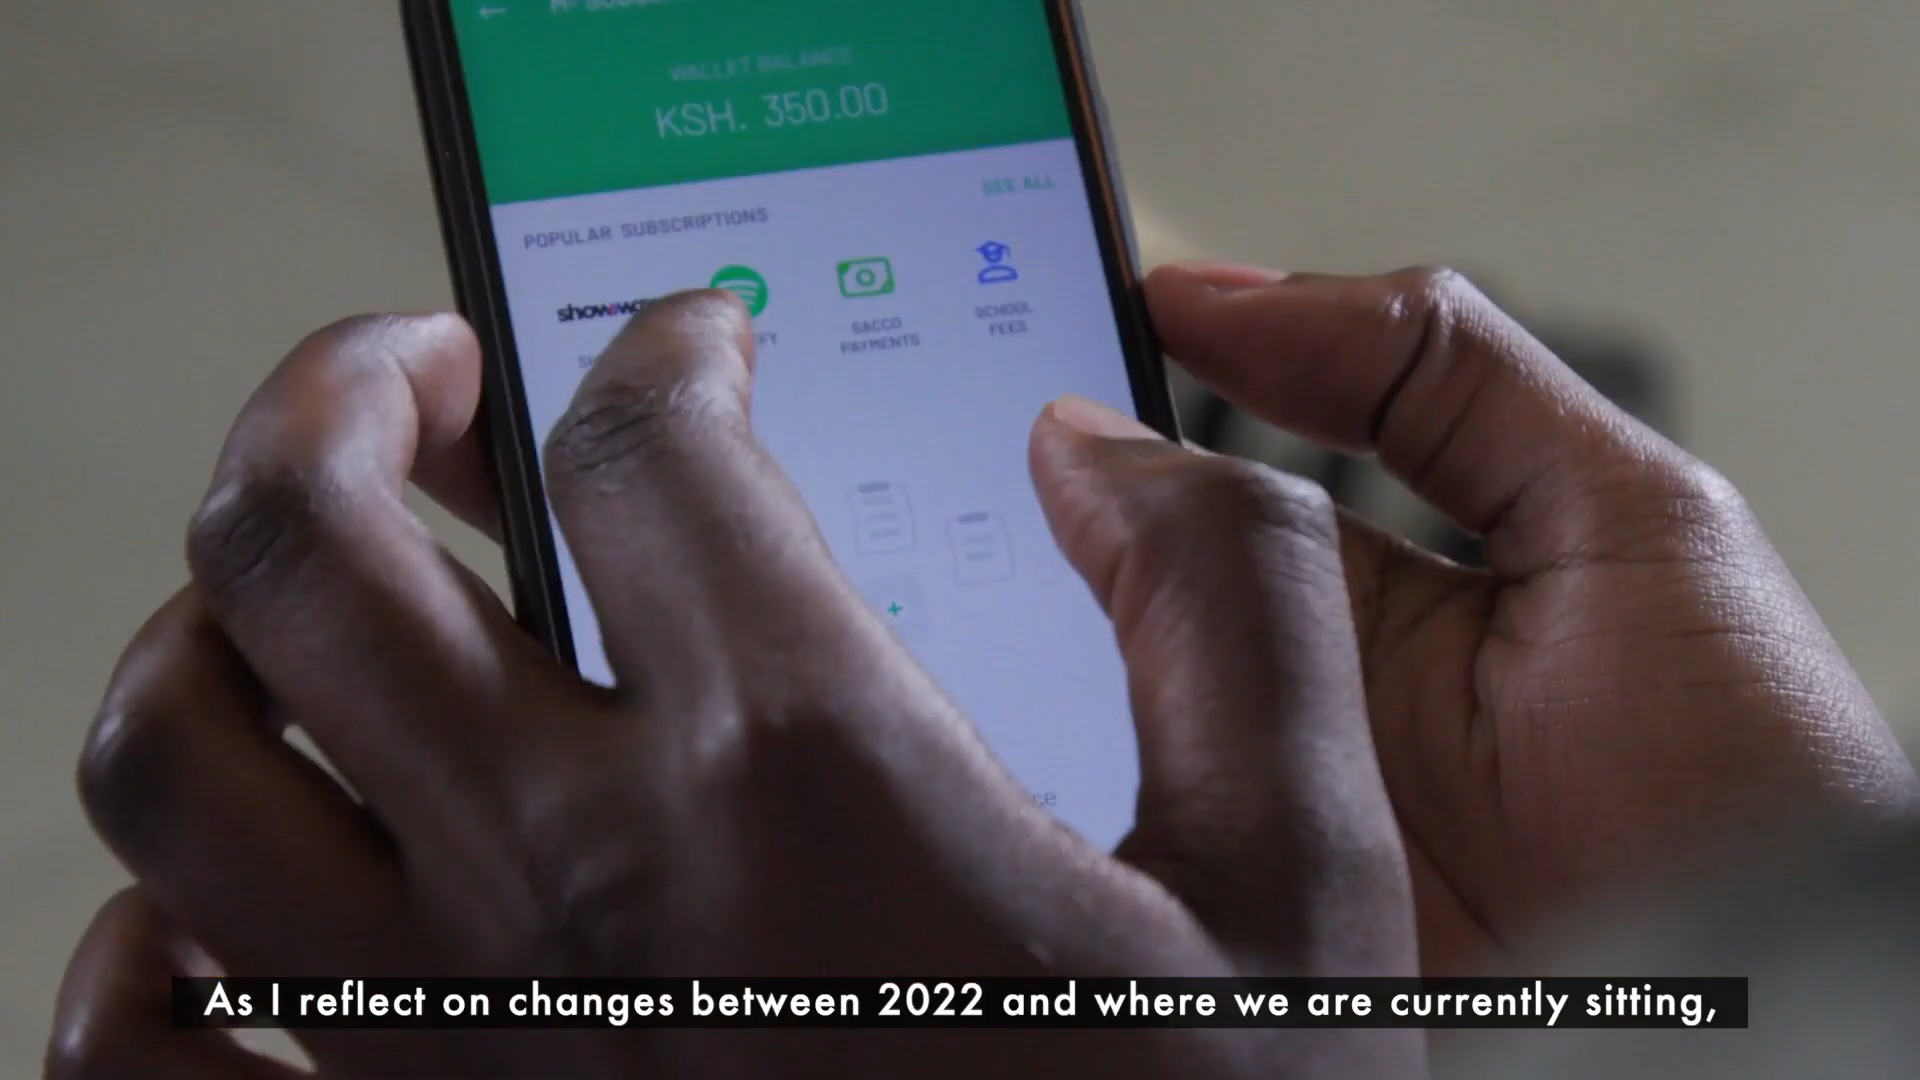 WALLET BALANCE
KSH. 350.00
SEE ALL
POPULAR SUBSCRIPTIONS
SACCO
PAYMENTS
SCHOOL
FEES
As I reflect on changes between 2022 and where we are currently sitting,